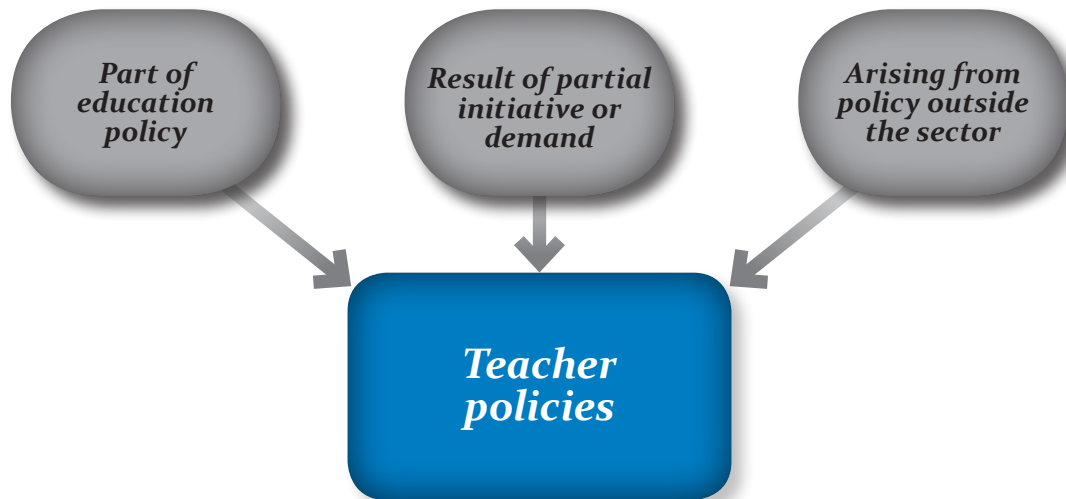 Part of
education
policy
Result of partial
initiative or
demand
Arising from
policy outside
the sector
Teacher
policies